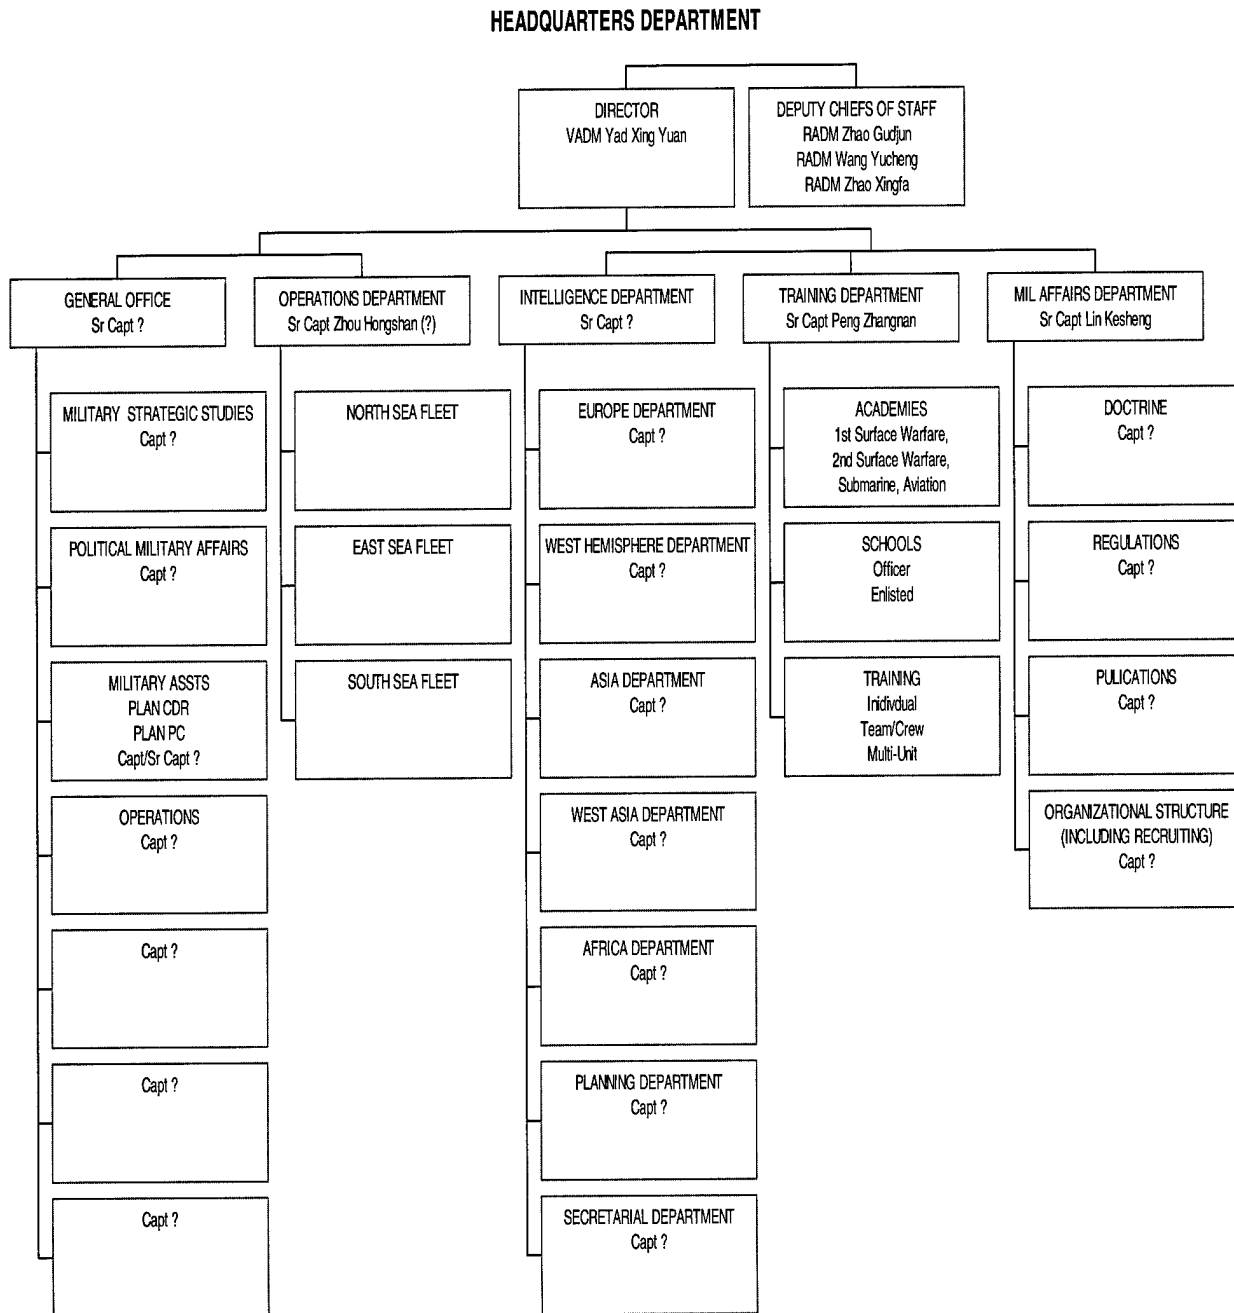 HEADQUARTERS DEPARTMENT
DIRECTOR
VADM Yad Xing Yuan
DEPUTY CHIEFS OF STAFF
RADM Zhao Gudjun
RADM Wang Yucheng
RADM Zhao Xingfa
GENERAL OFFICE
Sr Capt ?
OPERATIONS DEPARTMENT
Sr Capt Zhou Hongshan (?)
INTELLIGENCE DEPARTMENT
Sr Capt ?
TRAINING DEPARTMENT
Sr Capt Peng Zhangnan
MIL AFFAIRS DEPARTMENT
Sr Capt Lin Kesheng
MILITARY STRATEGIC STUDIES
Capt ?
POLITICAL MILITARY AFFAIRS
Capt ?
MILITARY ASSTS
PLAN CDR
PLAN PC
Capt/Sr Capt ?
OPERATIONS
Capt ?
Capt ?
Capt ?
Capt ?
NORTH SEA FLEET
EAST SEA FLEET
SOUTH SEA FLEET
EUROPE DEPARTMENT
Capt ?
WEST HEMISPHERE DEPARTMENT
Capt ?
ASIA DEPARTMENT
Capt ?
WEST ASIA DEPARTMENT
Capt ?
AFRICA DEPARTMENT
Capt ?
PLANNING DEPARTMENT
Capt ?
SECRETARIAL DEPARTMENT
Capt ?
ACADEMIES
1st Surface Warfare,
2nd Surface Warfare,
Submarine, Aviation
SCHOOLS
Officer
Enlisted
TRAINING
Inidivdual
Team/Crew
Multi-Unit
DOCTRINE
Capt ?
REGULATIONS
Capt ?
PULICATIONS
Capt ?
ORGANIZATIONAL STRUCTURE
(INCLUDING RECRUITING)
Capt ?